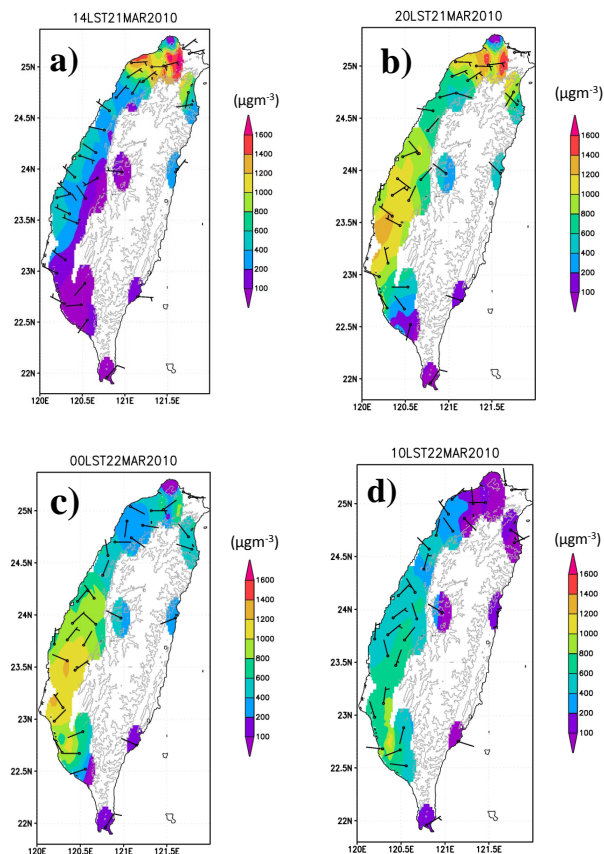 14LST21MAR2010
a)
25N
24.5N
24N
23.5N
23N
22.5N
22N
120E 120.5E 121E 121.5E
(µgm⁻³)
1600
1400
1200
1000
800
600
400
200
100
20LST21MAR2010
b)
25N
24.5N
24N
23.5N
23N
22.5N
22N
120E 120.5E 121E 121.5E
(µgm⁻³)
1600
1400
1200
1000
800
600
400
200
100
00LST22MAR2010
c)
25N
24.5N
24N
23.5N
23N
22.5N
22N
120E 120.5E 121E 121.5E
(µgm⁻³)
1600
1400
1200
1000
800
600
400
200
100
10LST22MAR2010
d)
25N
24.5N
24N
23.5N
23N
22.5N
22N
120E 120.5E 121E 121.5E
(µgm⁻³)
1600
1400
1200
1000
800
600
400
200
100